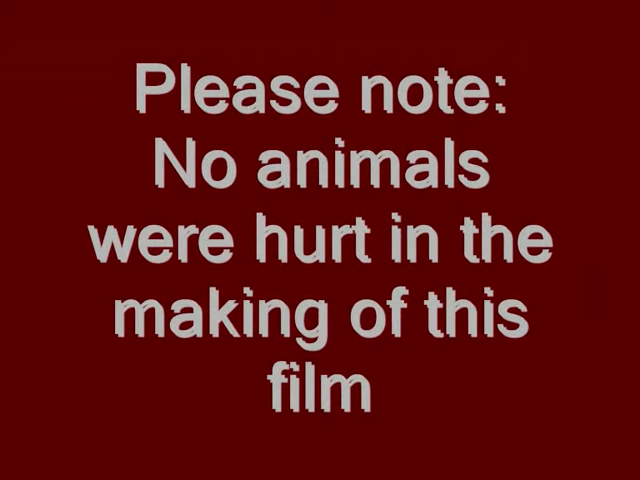 Please note:
No animals
were hurt in the
making of this
film